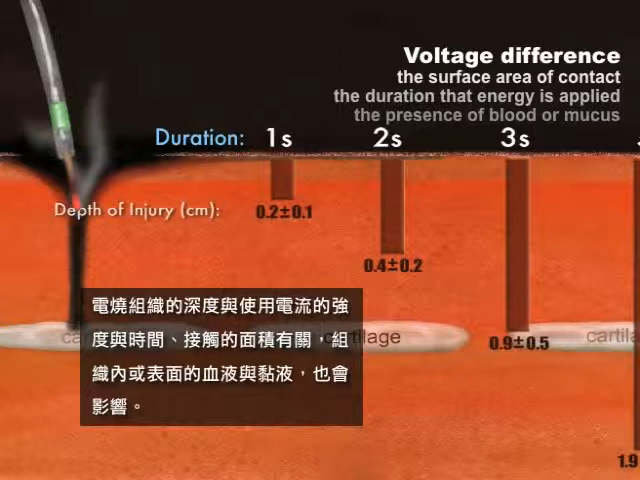 Voltage difference
the surface area of contact
the duration that energy is applied
the presence of blood or mucus
Duration: 1s 2s 3s
Depth of Injury (cm):
0.2±0.1
0.4±0.2
0.9±0.5
1.9
電燒組織的深度與使用電流的強
度與時間、接觸的面積有關，組
織內或表面的血液與黏液，也會
影響。
cartilage